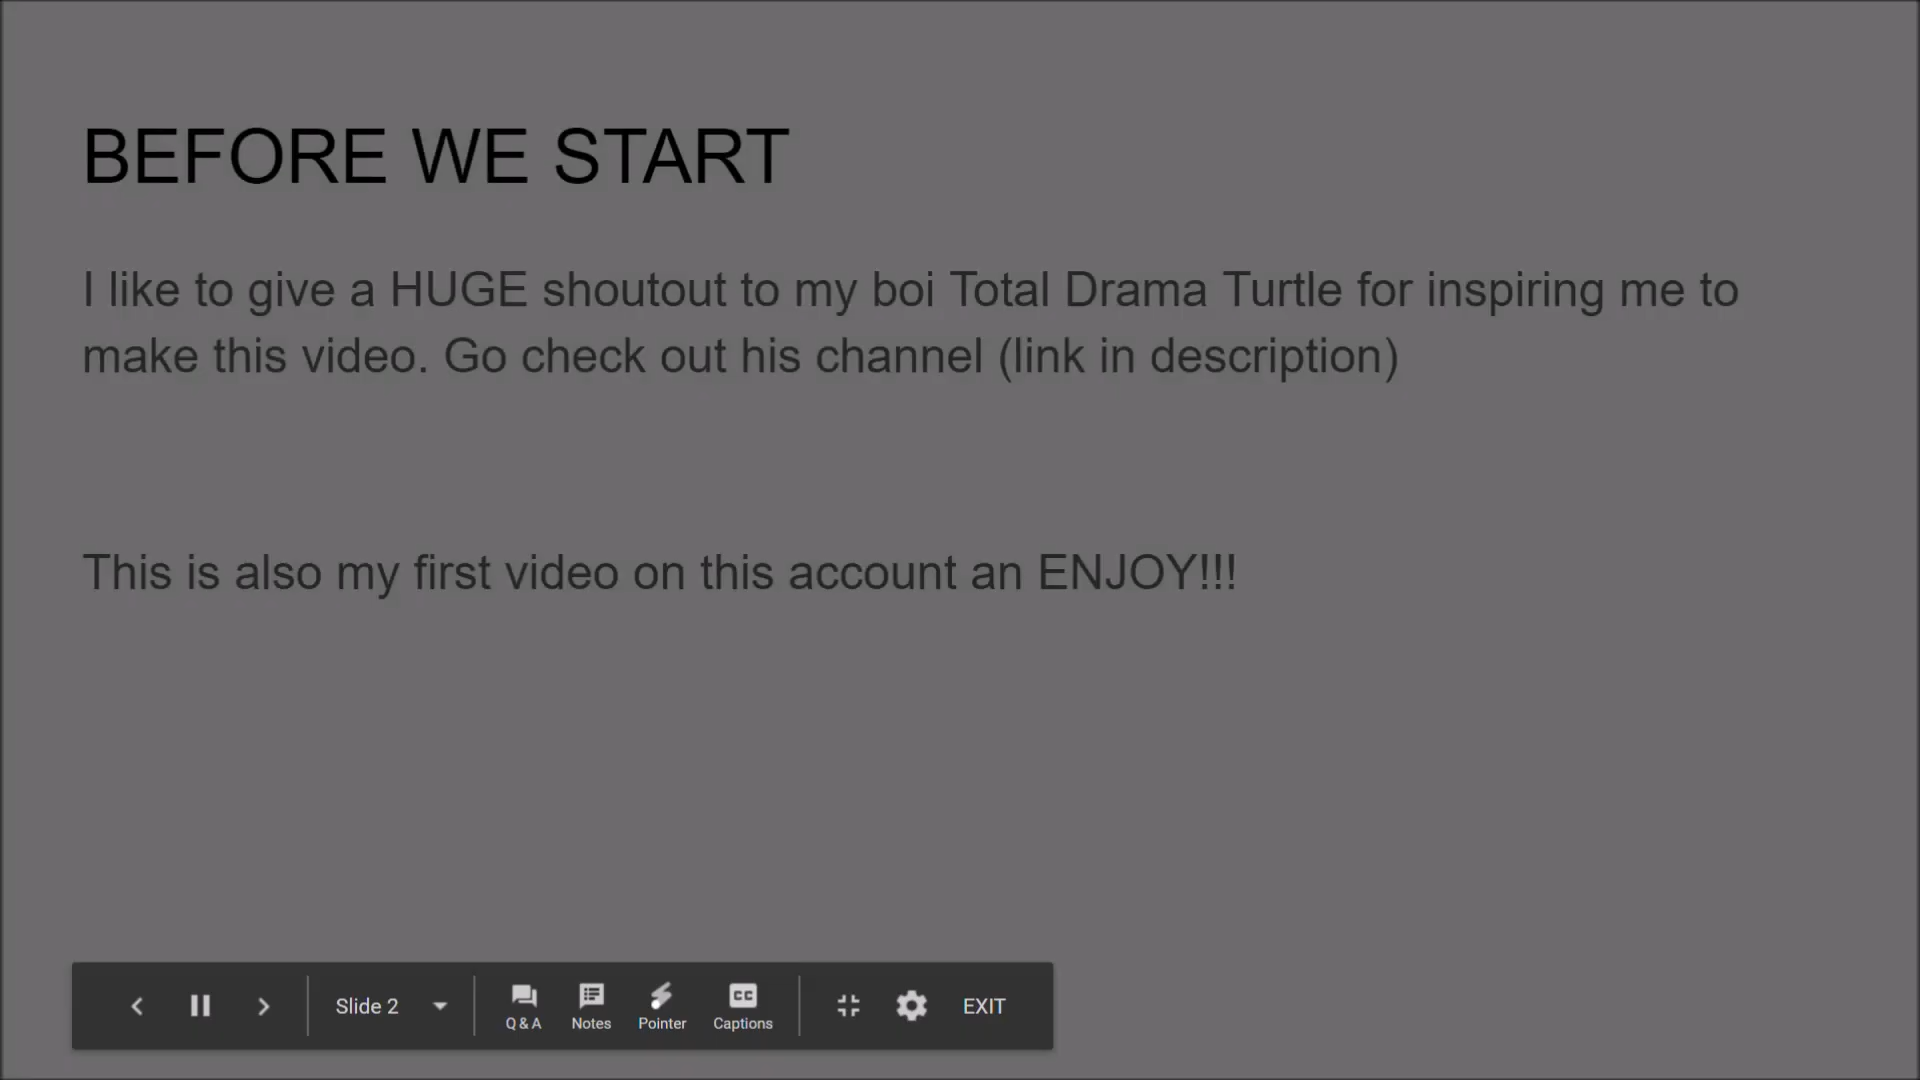 BEFORE WE START
I like to give a HUGE shoutout to my boi Total Drama Turtle for inspiring me to
make this video. Go check out his channel (link in description)
This is also my first video on this account an ENJOY!!!
Slide 2
Q & A
Notes
Pointer
CC
Captions
EXIT